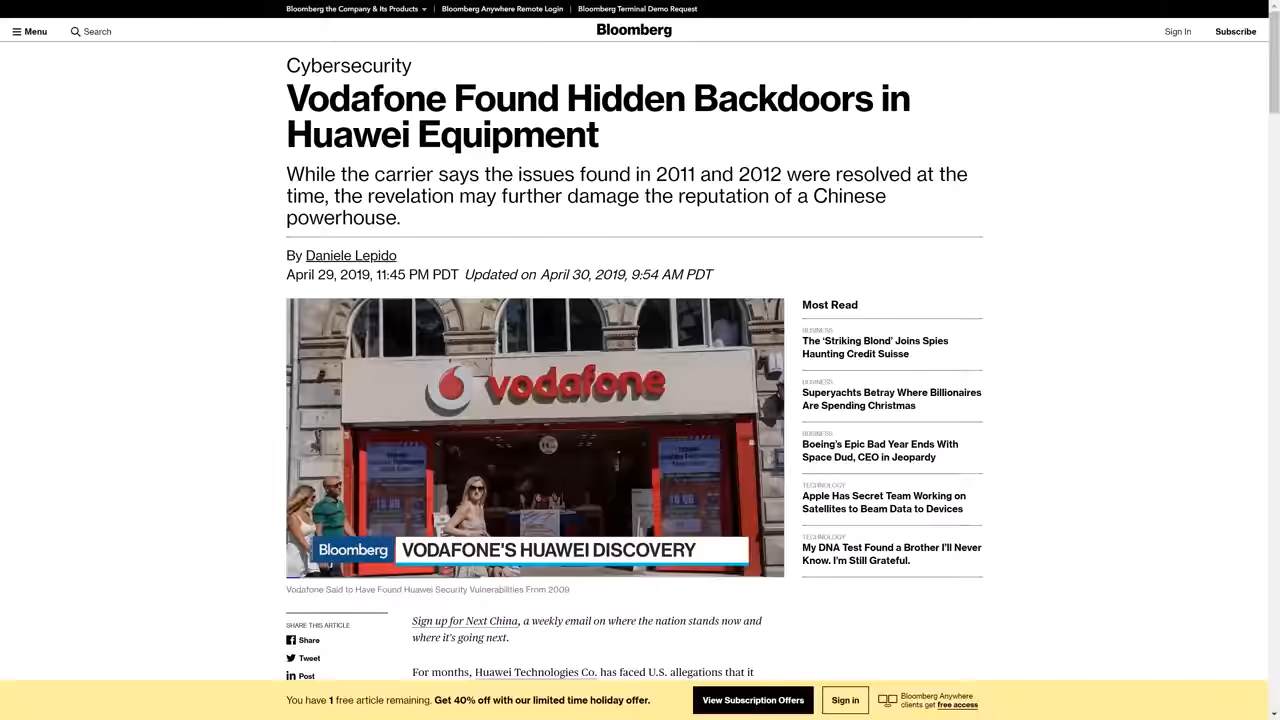 Bloomberg the Company & Its Products
Bloomberg Anywhere Remote Login
Bloomberg Terminal Demo Request
Menu
Search
Bloomberg
Sign In
Subscribe
Cybersecurity
Vodafone Found Hidden Backdoors in
Huawei Equipment
While the carrier says the issues found in 2011 and 2012 were resolved at the
time, the revelation may further damage the reputation of a Chinese
powerhouse.
By Daniele Lepido
April 29, 2019, 11:45 PM PDT Updated on April 30, 2019, 9:54 AM PDT
vodafone
Bloomberg
VODAFONE'S HUAWEI DISCOVERY
Vodafone Said to Have Found Huawei Security Vulnerabilities From 2009
Most Read
BUSINESS
The ‘Striking Blond’ Joins Spies
Haunting Credit Suisse
BUSINESS
Superyachts Betray Where Billionaires
Are Spending Christmas
BUSINESS
Boeing’s Epic Bad Year Ends With
Space Dud, CEO in Jeopardy
TECHNOLOGY
Apple Has Secret Team Working on
Satellites to Beam Data to Devices
TECHNOLOGY
My DNA Test Found a Brother I’ll Never
Know. I’m Still Grateful.
SHARE THIS ARTICLE
Share
Tweet
Post
Sign up for Next China, a weekly email on where the nation stands now and
where it's going next.
For months, Huawei Technologies Co. has faced U.S. allegations that it
You have 1 free article remaining. Get 40% off with our limited time holiday offer.
View Subscription Offers
Sign in
Bloomberg Anywhere
clients get free access